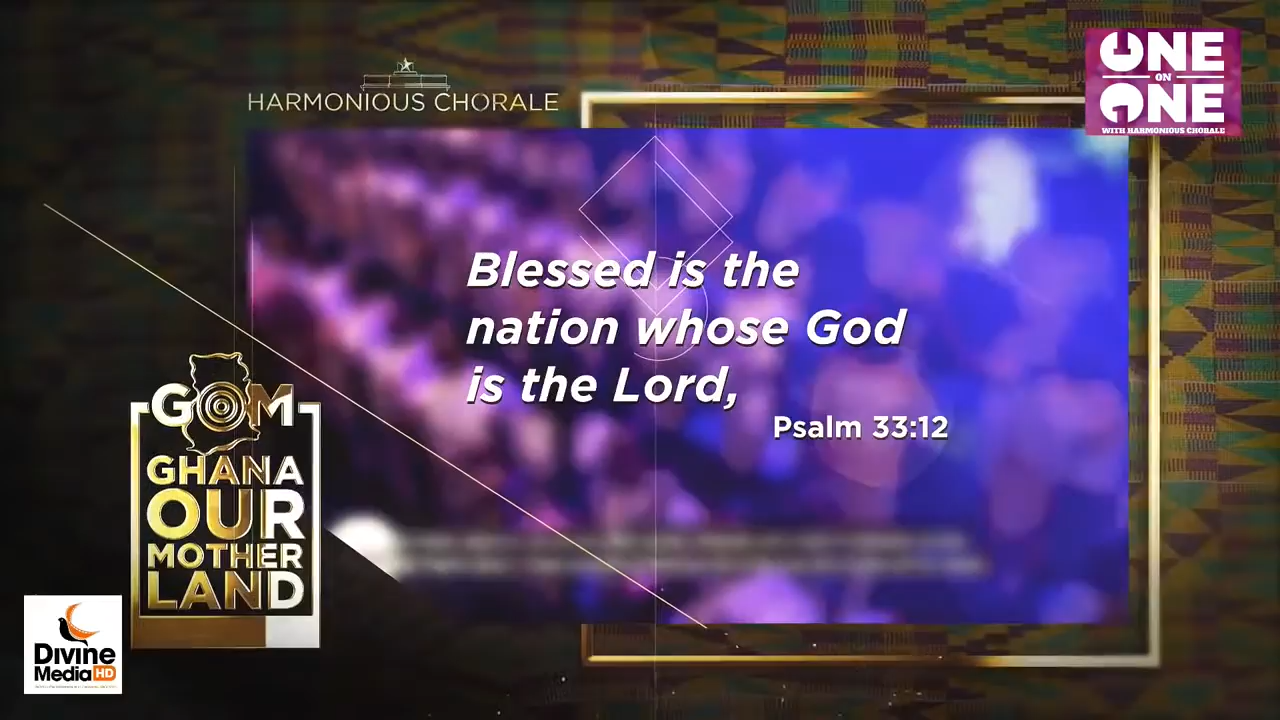 HARMONIOUS CHORALE
ONE
ON
ONE
WITH HARMONIOUS CHORALE
Blessed is the
nation whose God
is the Lord,
Psalm 33:12
GOM
GHANA
OUR
MOTHER
LAND
Divine
Media HD